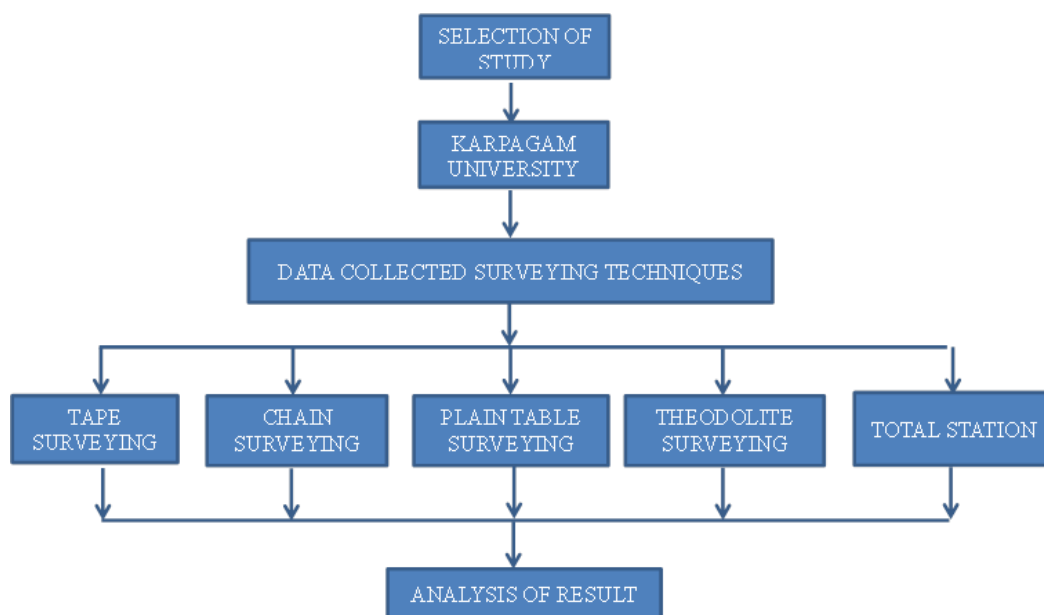 SELECTION OF
STUDY
KARPAGAM
UNIVERSITY
DATA COLLECTED SURVEYING TECHNIQUES
TAPE
SURVEYING
CHAIN
SURVEYING
PLAIN TABLE
SURVEYING
THEODOLITE
SURVEYING
TOTAL STATION
ANALYSIS OF RESULT